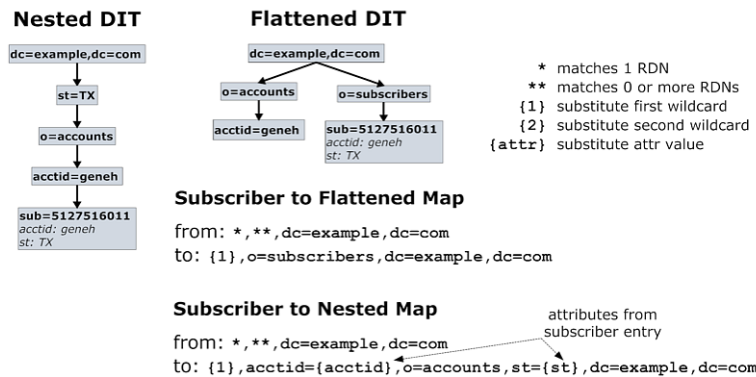 Nested DIT
dc=example,dc=com
st=TX
o=accounts
acctid=geneh
sub=5127516011
acctid: geneh
st: TX
Flattened DIT
dc=example,dc=com
o=accounts
o=subscribers
acctid=geneh
sub=5127516011
acctid: geneh
st: TX
* matches 1 RDN
** matches 0 or more RDNs
{1} substitute first wildcard
{2} substitute second wildcard
{attr} substitute attr value
Subscriber to Flattened Map
from: *,**,dc=example,dc=com
to: {1},o=subscribers,dc=example,dc=com
Subscriber to Nested Map
attributes from
subscriber entry
from: *,**,dc=example,dc=com
to: {1},acctid={acctid},o=accounts,st={st},dc=example,dc=com